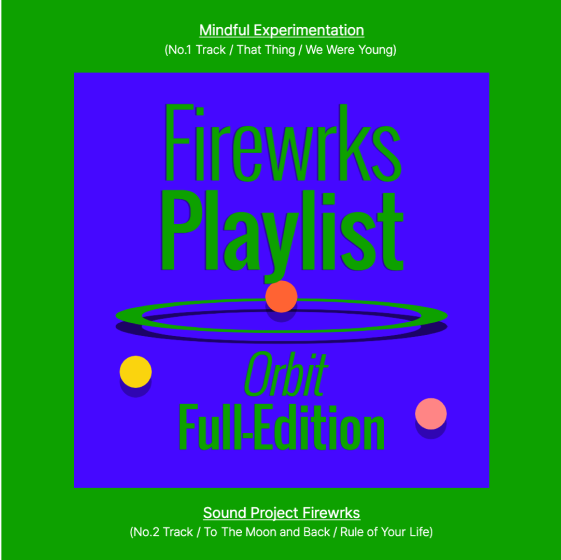 Mindful Experimentation
(No.1 Track / That Thing / We Were Young)
Firewrks
Playlist
Orbit
Full-Edition
Sound Project Firewrks
(No.2 Track / To The Moon and Back / Rule of Your Life)